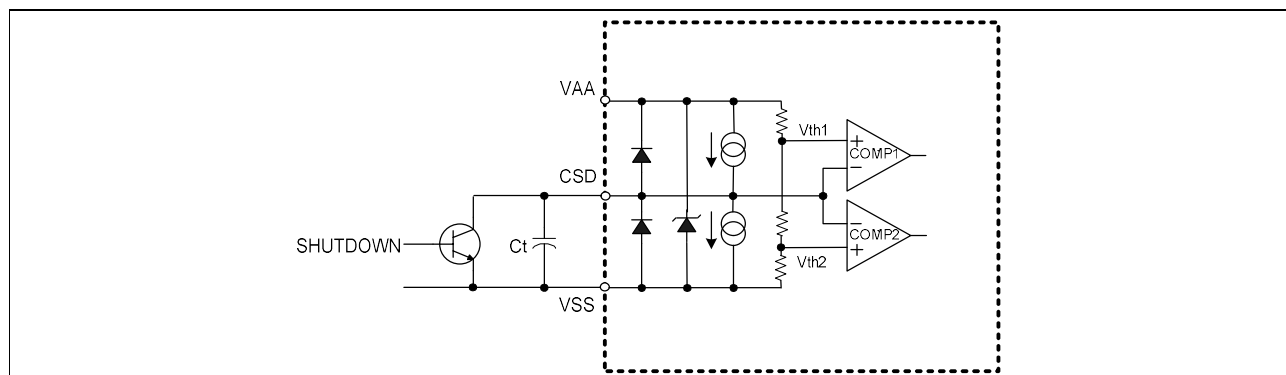 VAA
Vth1
+
COMP1
−
CSD
−
COMP2
+
SHUTDOWN
Ct
Vth2
VSS